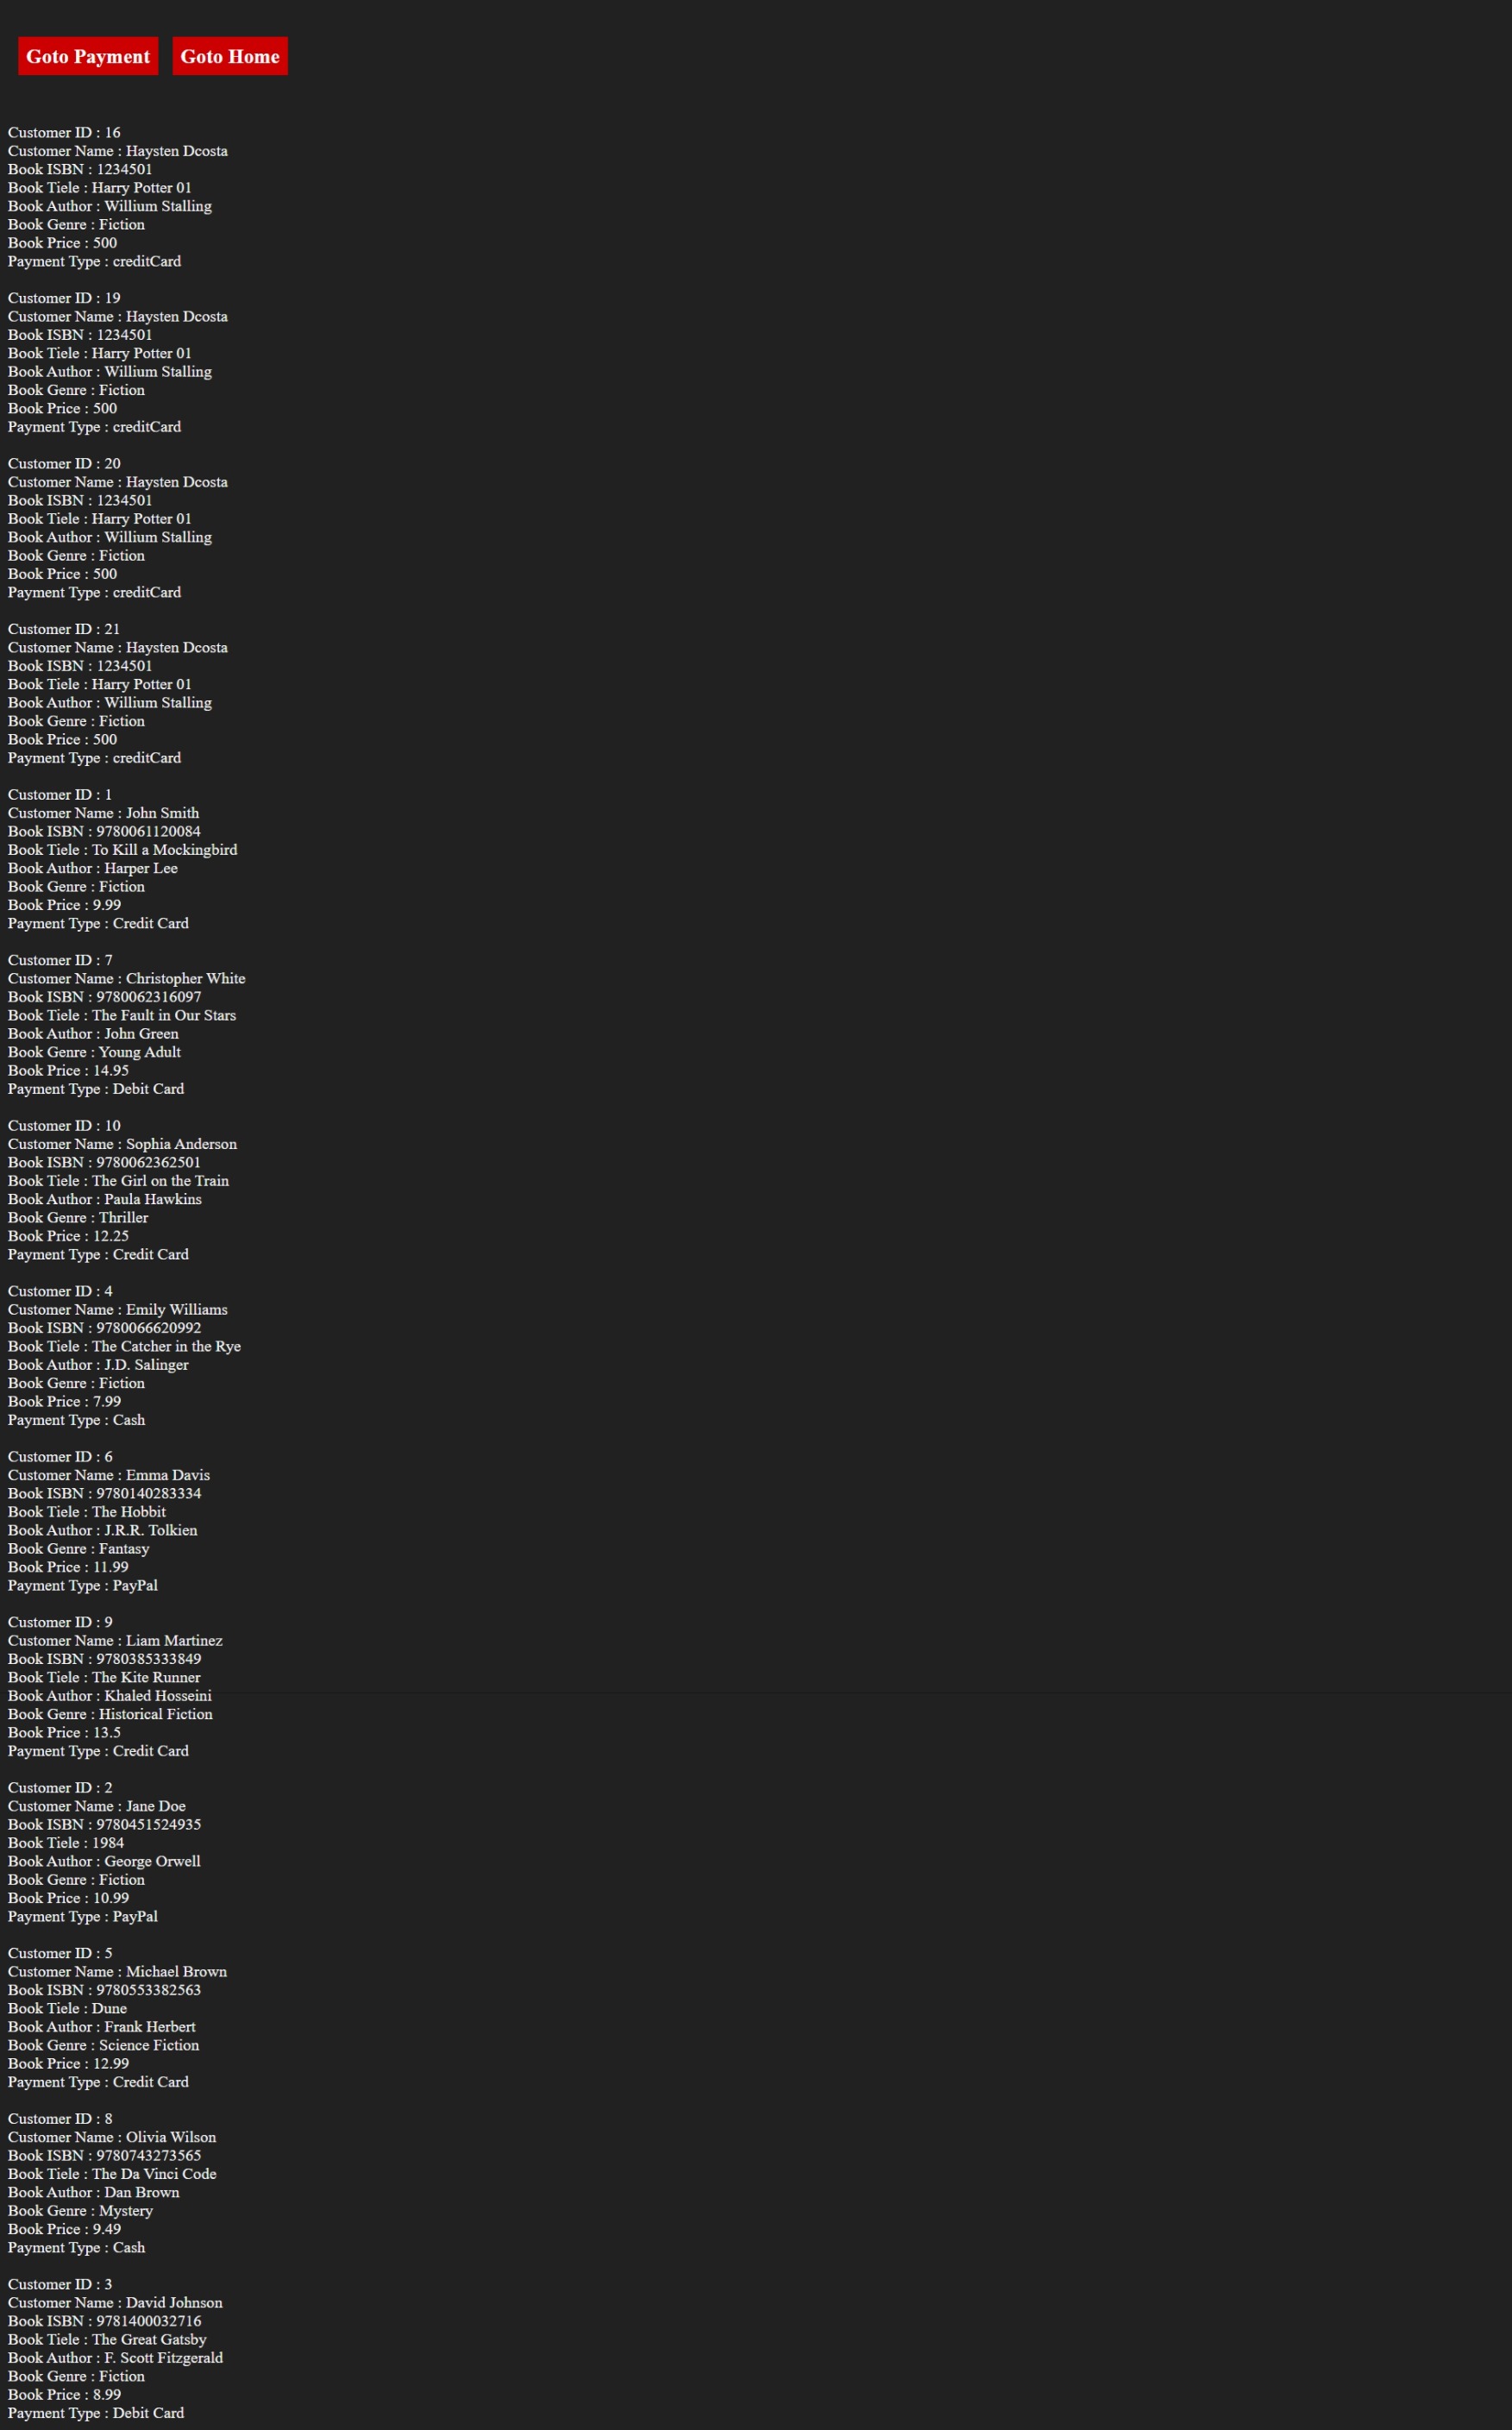 Goto Payment Goto Home
Customer ID : 16
Customer Name : Haysten Dcosta
Book ISBN : 1234501
Book Tiele : Harry Potter 01
Book Author : Willium Stalling
Book Genre : Fiction
Book Price : 500
Payment Type : creditCard
Customer ID : 19
Customer Name : Haysten Dcosta
Book ISBN : 1234501
Book Tiele : Harry Potter 01
Book Author : Willium Stalling
Book Genre : Fiction
Book Price : 500
Payment Type : creditCard
Customer ID : 20
Customer Name : Haysten Dcosta
Book ISBN : 1234501
Book Tiele : Harry Potter 01
Book Author : Willium Stalling
Book Genre : Fiction
Book Price : 500
Payment Type : creditCard
Customer ID : 21
Customer Name : Haysten Dcosta
Book ISBN : 1234501
Book Tiele : Harry Potter 01
Book Author : Willium Stalling
Book Genre : Fiction
Book Price : 500
Payment Type : creditCard
Customer ID : 1
Customer Name : John Smith
Book ISBN : 9780061120084
Book Tiele : To Kill a Mockingbird
Book Author : Harper Lee
Book Genre : Fiction
Book Price : 9.99
Payment Type : Credit Card
Customer ID : 7
Customer Name : Christopher White
Book ISBN : 9780062316097
Book Tiele : The Fault in Our Stars
Book Author : John Green
Book Genre : Young Adult
Book Price : 14.95
Payment Type : Debit Card
Customer ID : 10
Customer Name : Sophia Anderson
Book ISBN : 9780062362501
Book Tiele : The Girl on the Train
Book Author : Paula Hawkins
Book Genre : Thriller
Book Price : 12.25
Payment Type : Credit Card
Customer ID : 4
Customer Name : Emily Williams
Book ISBN : 9780066620992
Book Tiele : The Catcher in the Rye
Book Author : J.D. Salinger
Book Genre : Fiction
Book Price : 7.99
Payment Type : Cash
Customer ID : 6
Customer Name : Emma Davis
Book ISBN : 9780140283334
Book Tiele : The Hobbit
Book Author : J.R.R. Tolkien
Book Genre : Fantasy
Book Price : 11.99
Payment Type : PayPal
Customer ID : 9
Customer Name : Liam Martinez
Book ISBN : 9780385333849
Book Tiele : The Kite Runner
Book Author : Khaled Hosseini
Book Genre : Historical Fiction
Book Price : 13.5
Payment Type : Credit Card
Customer ID : 2
Customer Name : Jane Doe
Book ISBN : 9780451524935
Book Tiele : 1984
Book Author : George Orwell
Book Genre : Fiction
Book Price : 10.99
Payment Type : PayPal
Customer ID : 5
Customer Name : Michael Brown
Book ISBN : 9780553382563
Book Tiele : Dune
Book Author : Frank Herbert
Book Genre : Science Fiction
Book Price : 12.99
Payment Type : Credit Card
Customer ID : 8
Customer Name : Olivia Wilson
Book ISBN : 9780743273565
Book Tiele : The Da Vinci Code
Book Author : Dan Brown
Book Genre : Mystery
Book Price : 9.49
Payment Type : Cash
Customer ID : 3
Customer Name : David Johnson
Book ISBN : 9781400032716
Book Tiele : The Great Gatsby
Book Author : F. Scott Fitzgerald
Book Genre : Fiction
Book Price : 8.99
Payment Type : Debit Card